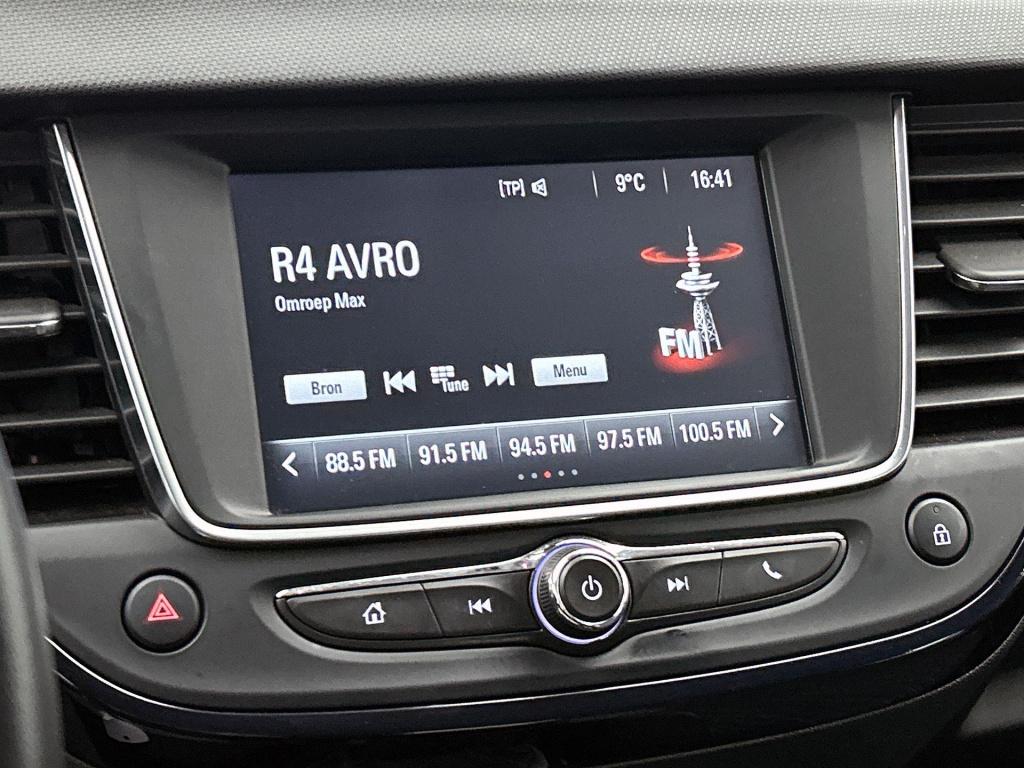 [TP] 9°C 16:41
R4 AVRO
Omroep Max
FM
Bron Tune Menu
88.5 FM 91.5 FM 94.5 FM 97.5 FM 100.5 FM